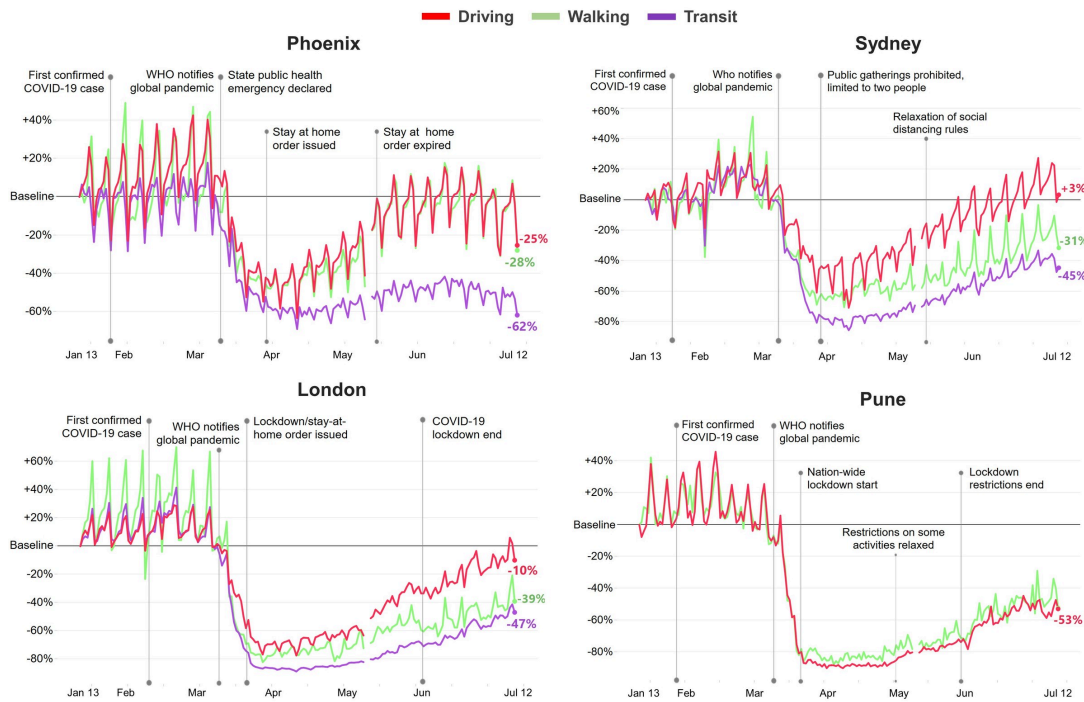 Driving Walking Transit
Phoenix
First confirmed
COVID-19 case
WHO notifies
global pandemic
State public health
emergency declared
Stay at home
order issued
Stay at home
order expired
+40%
+20%
Baseline
-20%
-40%
-60%
-25%
-28%
-62%
Jan 13 Feb Mar Apr May Jun Jul 12
Sydney
First confirmed
COVID-19 case
Who notifies
global pandemic
Public gatherings prohibited,
limited to two people
Relaxation of social
distancing rules
+60%
+40%
+20%
Baseline
-20%
-40%
-60%
-80%
+3%
-31%
-45%
Jan 13 Feb Mar Apr May Jun Jul 12
London
First confirmed
COVID-19 case
WHO notifies
global pandemic
Lockdown/stay-at-
home order issued
COVID-19
lockdown end
+60%
+40%
+20%
Baseline
-20%
-40%
-60%
-80%
-10%
-39%
-47%
Jan 13 Feb Mar Apr May Jun Jul 12
Pune
First confirmed
COVID-19 case
WHO notifies
global pandemic
Nation-wide
lockdown start
Restrictions on some
activities relaxed
Lockdown
restrictions end
+40%
+20%
Baseline
-20%
-40%
-60%
-80%
-53%
Jan 13 Feb Mar Apr May Jun Jul 12